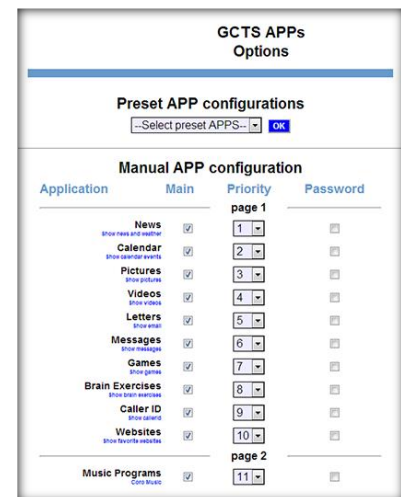 GCTS APPs
Options
Preset APP configurations
--Select preset APPS-- OK
Manual APP configuration
Application Main Priority Password
page 1
News 1
Show news and weather
Calendar 2
Show calendar events
Pictures 3
Show pictures
Videos 4
Show videos
Letters 5
Show email
Messages 6
Show messages
Games 7
Show games
Brain Exercises 8
Show brain exercises
Caller ID 9
Show callerid
Websites 10
Show favorite websites
page 2
Music Programs 11
Coro Music